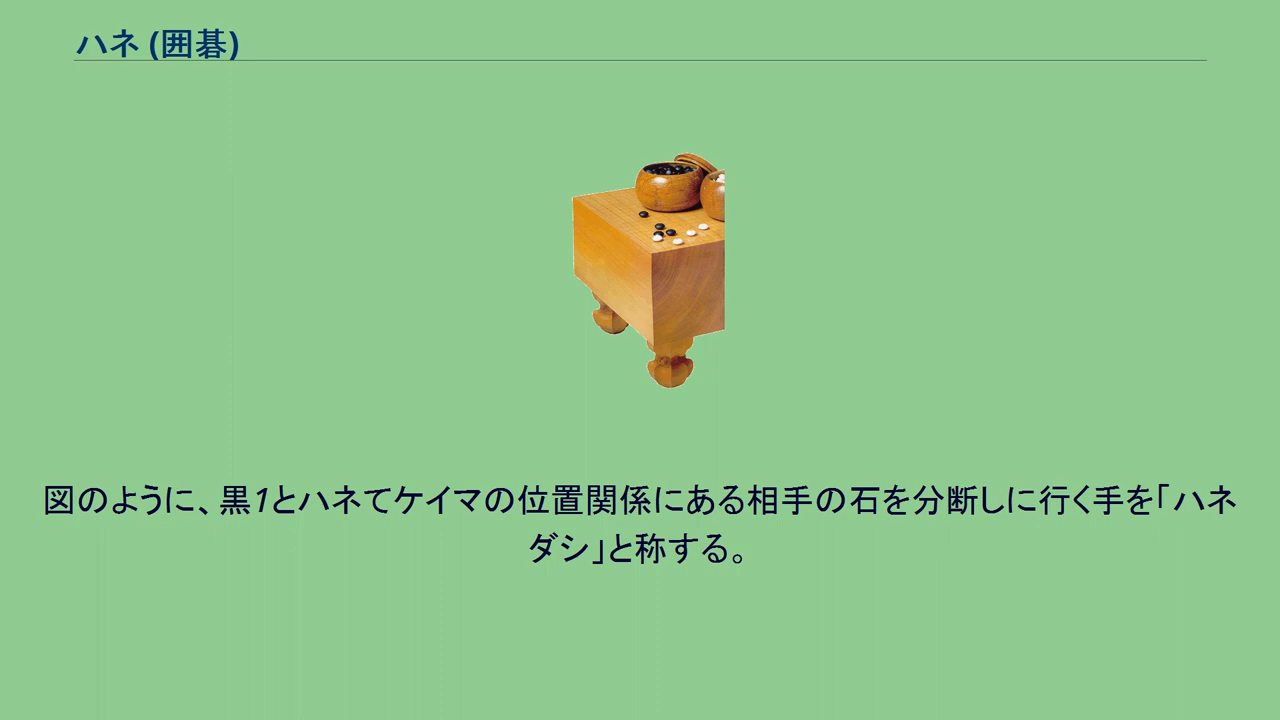 ハネ (囲碁)
図のように、黒1とハネてケイマの位置関係にある相手の石を分断しに行く手を「ハネ
ダシ」と称する。